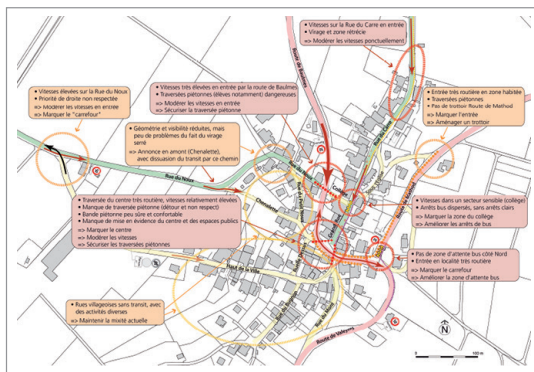 • Vitesses sur la Rue du Carre en entrée
• Virage et zone rétrécie
=> Modérer les vitesses ponctuellement
• Vitesses élevées sur la Rue du Noux
• Priorité de droite non respectée
=> Modérer les vitesses en entrée
=> Marquer le "carrefour"
• Vitesses très élevées en entrée par la route de Baulmes
• Traversées piétonnes (élèves notamment) dangereuses
=> Modérer les vitesses en entrée
=> Sécuriser la traversée piétonne
• Entrée très routière en zone habitée
• Traversées piétonnes
• Pas de trottoir Route de Mathod
=> Marquer l'entrée
=> Aménager un trottoir
• Géométrie et visibilité réduites, mais peu de problèmes du fait du virage serré
=> Annonce en amont (Chenalette), avec dissuasion du transit par ce chemin
• Traversée du centre très routière, vitesses relativement élevées
• Manque de traversée piétonne (détour et non respect)
• Bande piétonne peu sûre et confortable
• Manque de mise en évidence du centre et des espaces publics
=> Marquer le centre
=> Modérer les vitesses
=> Sécuriser les traversées piétonnes
• Vitesses dans un secteur sensible (collège)
• Arrêts bus dispersés, sans arrêts clairs
=> Marquer la zone du collège
=> Améliorer les arrêts de bus
• Pas de zone d'attente bus côté Nord
• Entrée en localité très routière
=> Marquer le carrefour
=> Améliorer la zone d'attente bus
• Rues villageoises sans transit, avec des activités diverses
=> Maintenir la mixité actuelle
Route de Baulmes
Rue du Carre
Rue du Noux
Chenalette
Haut de la Ville
Route de Valeyres
N
0
100 m